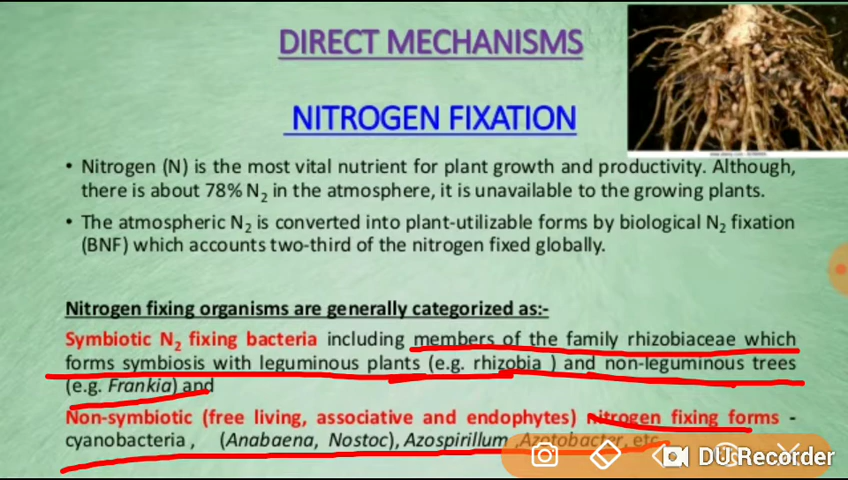 DIRECT MECHANISMS
NITROGEN FIXATION
• Nitrogen (N) is the most vital nutrient for plant growth and productivity. Although,
there is about 78% N2 in the atmosphere, it is unavailable to the growing plants.
• The atmospheric N2 is converted into plant-utilizable forms by biological N2 fixation
(BNF) which accounts two-third of the nitrogen fixed globally.
Nitrogen fixing organisms are generally categorized as:-
Symbiotic N2 fixing bacteria including members of the family rhizobiaceae which
forms symbiosis with leguminous plants (e.g. rhizobia ) and non-leguminous trees
(e.g. Frankia) and
Non-symbiotic (free living, associative and endophytes) nitrogen fixing forms -
cyanobacteria , (Anabaena, Nostoc), Azospirillum ,Azotobacter, etc
DU Recorder